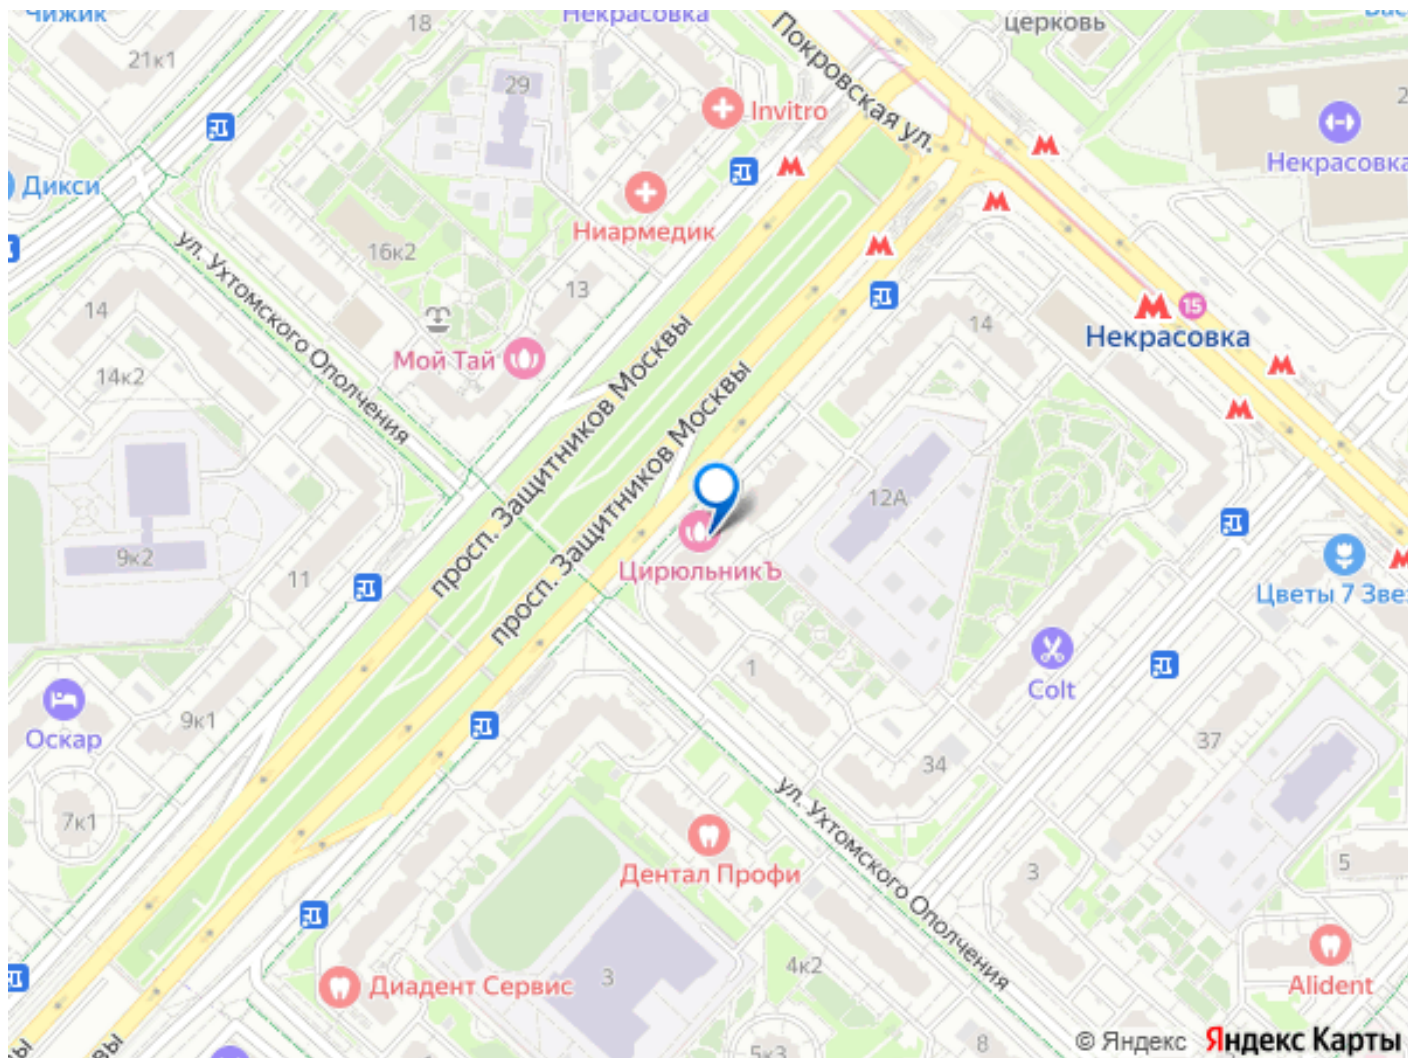 Чижик
18
Некрасовка
церковь
21к1
29
Invitro
Покровская ул.
Некрасовка
Дикси
Ниармедик
ул. Ухтомского Ополчения
16к2
13
14
15
Некрасовка
14
Мой Тай
14к2
просп. Защитников Москвы
просп. Защитников Москвы
12А
9к2
11
ЦирюльникЪ
Цветы 7 Звез
1
Colt
Оскар
9к1
37
34
7к1
ул. Ухтомского Ополчения
Дентал Профи
3
5
3
4к2
Диадент Сервис
Alident
8
5к3
© Яндекс Яндекс Карты